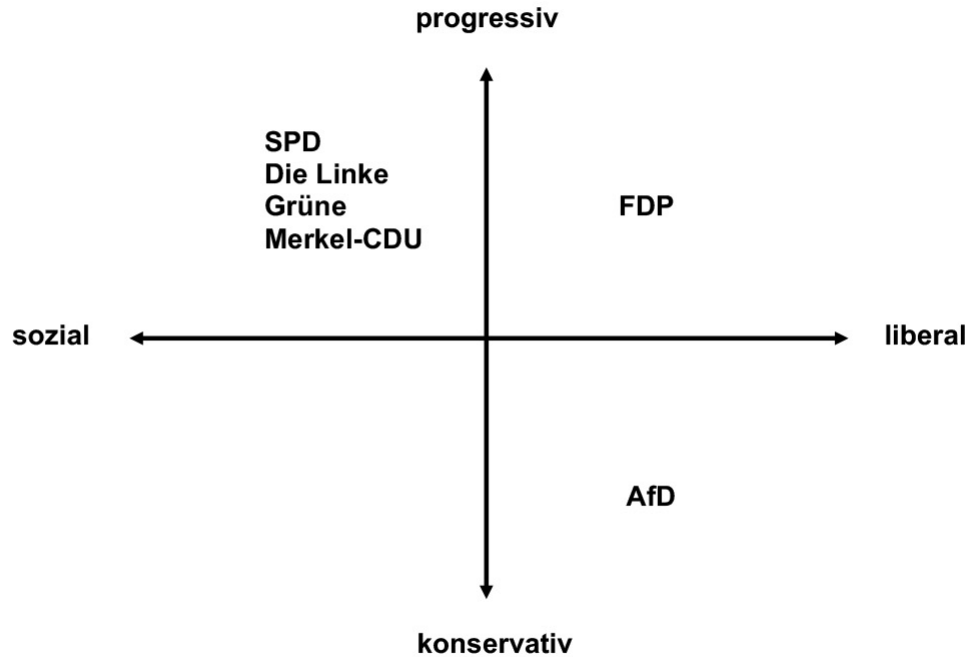 progressiv
SPD
Die Linke
Grüne
Merkel-CDU
FDP
sozial
liberal
AfD
konservativ